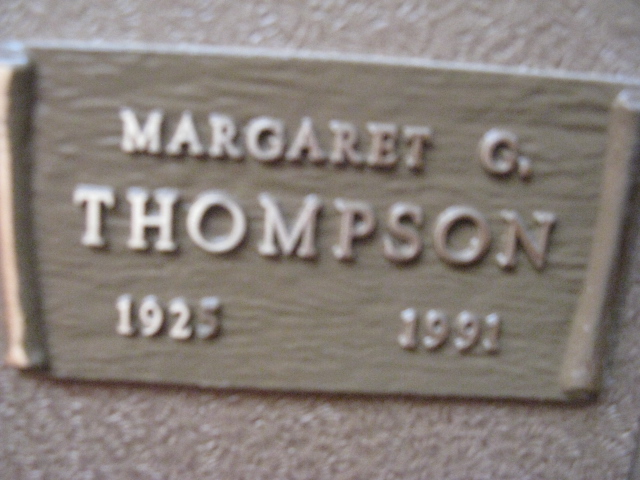 MARGARET G.
THOMPSON
1925 1991